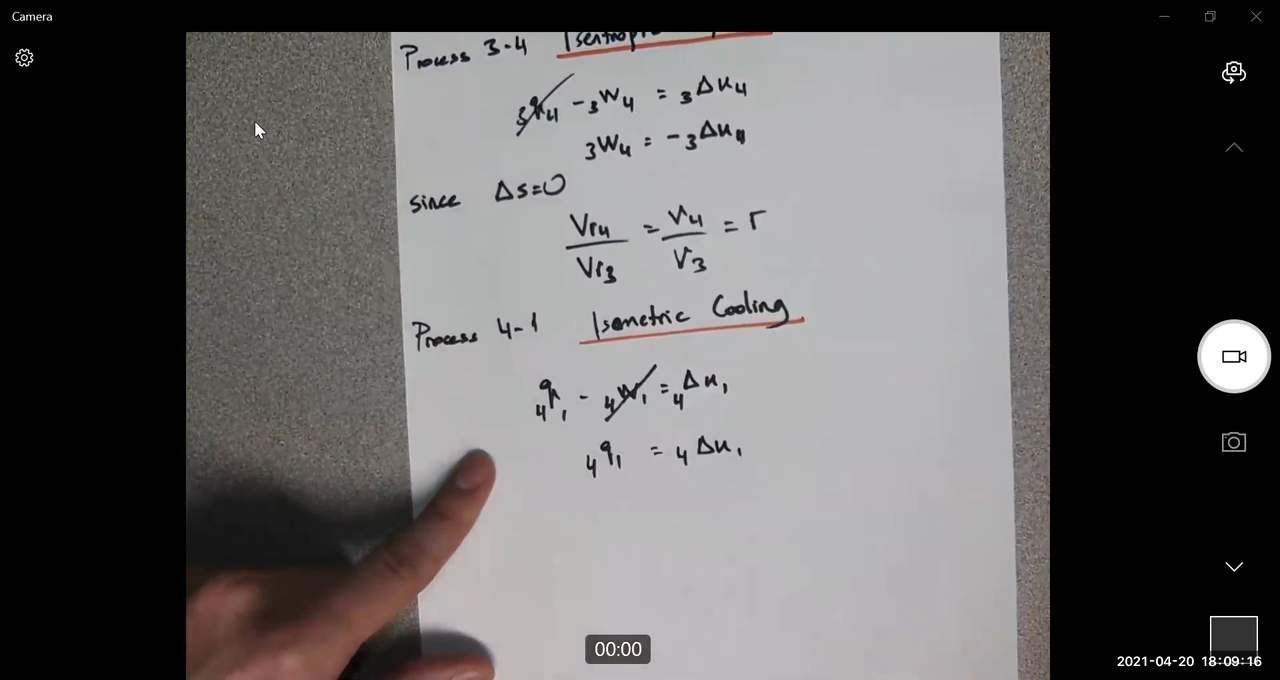 Camera
Process 3-4
3q4 - 3W4 = 3Δu4
3W4 = -3Δu4
since Δs=0
Vr4/Vr3 = V4/V3 = r
Process 4-1 Isometric Cooling
4q1 - 4W1 = 4Δu1
4q1 = 4Δu1
00:00
2021-04-20 18:09:16